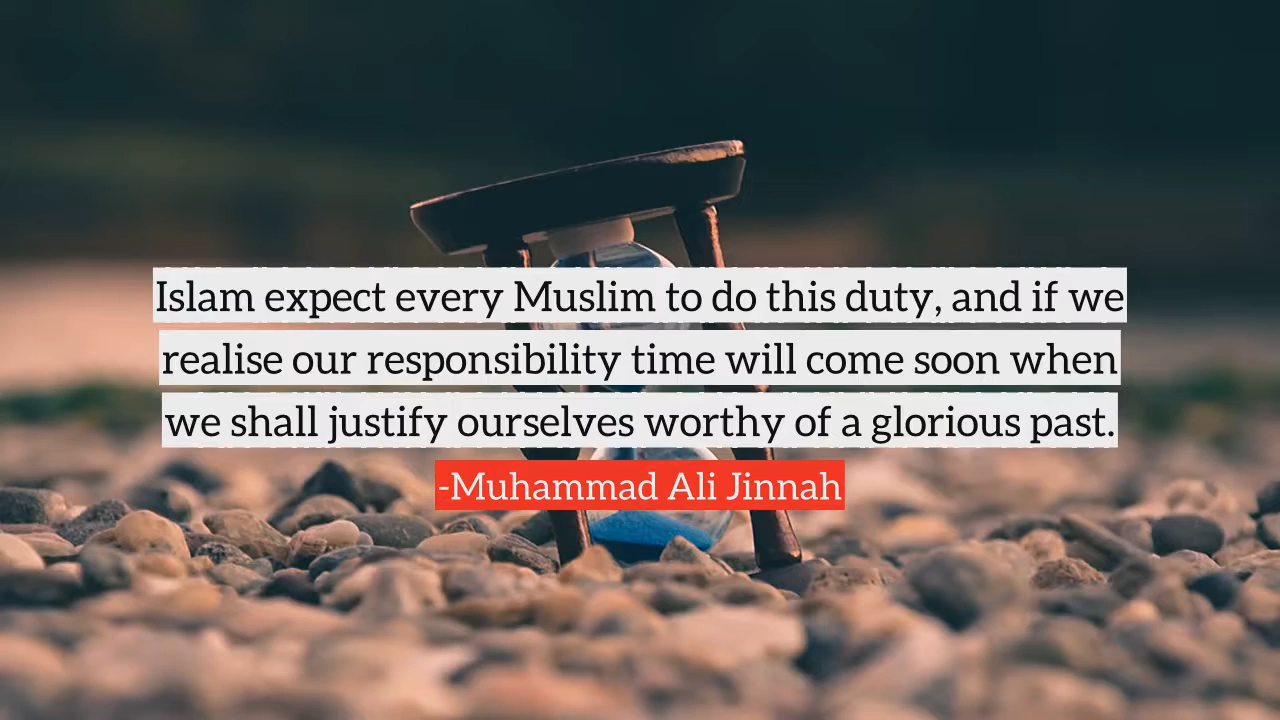 Islam expect every Muslim to do this duty, and if we
realise our responsibility time will come soon when
we shall justify ourselves worthy of a glorious past.
-Muhammad Ali Jinnah